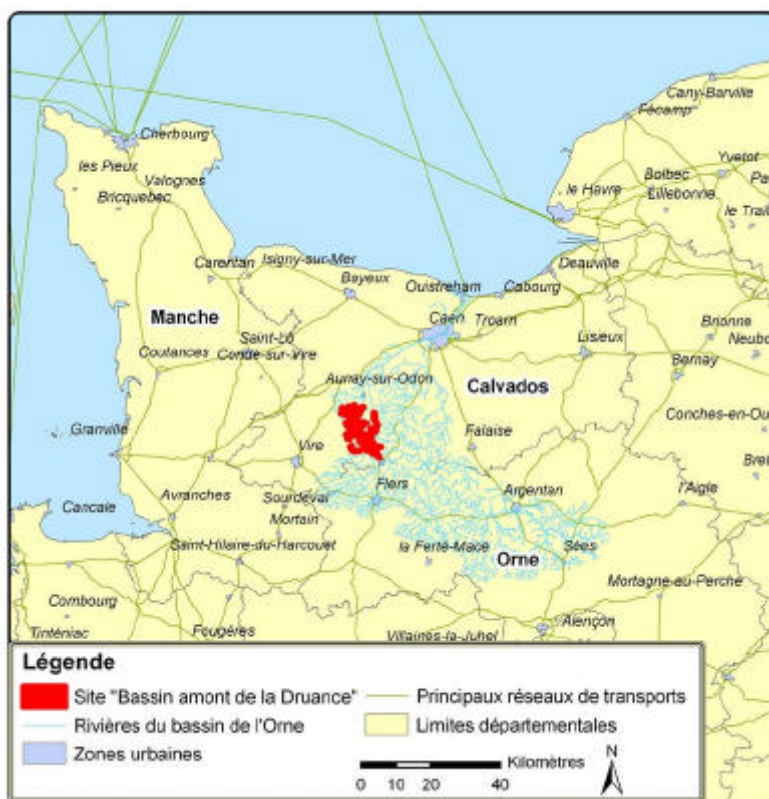 Cany-Barville
Fécamp
Cherbourg
Yvetot
les Pieux
Bolbec
Valognes
le Havre
Lillebonne
Bricquebec
le Trait
Deauville
Isigny-sur-Mer
Carentan
Bayeux
Ouistreham
Cabourg
Manche
Caen
Troarn
Saint-Lô
Brionne
Lisieux
Condé-sur-Vire
Coutances
Bernay
Aunay-sur-Odon
Calvados
Conches-en-Ou
Granville
Falaise
Vire
Flers
Argentan
l'Aigle
Avranches
Sourdeval
Cancale
Mortain
Saint-Hilaire-du-Harcouët
la Ferté-Macé
Sées
Orne
Mortagne-au-Perche
Combourg
Alençon
Tinténiac
Fougères
Villaines-la-Juhel
Légende
Site "Bassin amont de la Druance"
Principaux réseaux de transports
Rivières du bassin de l'Orne
Limites départementales
Zones urbaines
Kilomètres
N
0 10 20 40